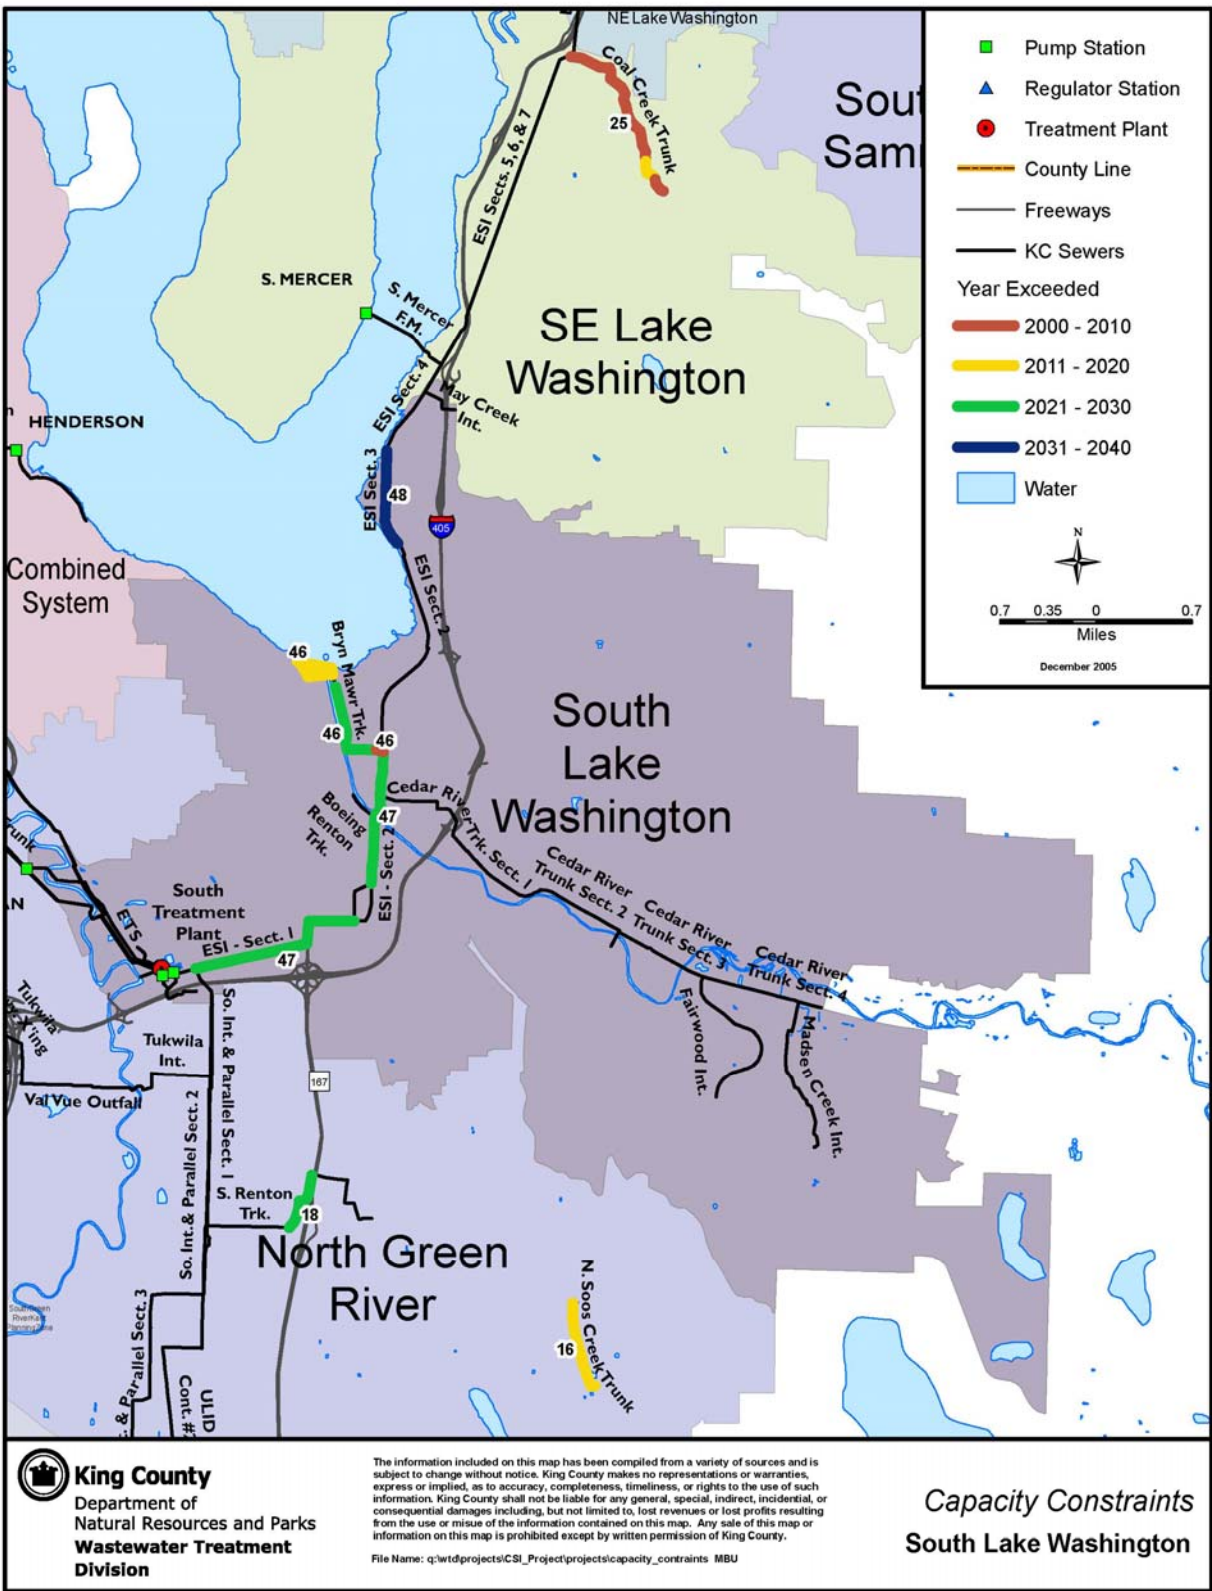 NE Lake Washington
Coal Creek Trunk
25
ESI Sects. 5, 6, & 7
S. MERCER
S. Mercer
F.M.
SE Lake
Washington
ESI Sect. 4
May Creek
Int.
HENDERSON
ESI Sect. 3
48
405
ESI Sect. 2
Combined
System
46
Bryn Mawr Trk.
46
46
South
Lake
Washington
Cedar River Trk. Sect. 1
Boeing
Renton
Trk.
47
ESI - Sect. 2
Cedar River
Trunk Sect. 2
Cedar River
Trunk Sect. 3
Cedar River
Trunk Sect. 4
South
Treatment
Plant
ETS
ESI - Sect. 1
47
Fairwood Int.
Madsen Creek Int.
Tukwila
X'ing
Tukwila
Int.
Val Vue Outfall
So. Int. & Parallel Sect. 1
So. Int.& Parallel Sect. 2
167
S. Renton
Trk.
18
North Green
River
N. Soos Creek Trunk
16
& Parallel Sect. 3
ULID
Cont. #
Sout
Sam
Pump Station
Regulator Station
Treatment Plant
County Line
Freeways
KC Sewers
Year Exceeded
2000 - 2010
2011 - 2020
2021 - 2030
2031 - 2040
Water
N
0.7 0.35 0 0.7
Miles
December 2005
King County
Department of
Natural Resources and Parks
Wastewater Treatment
Division
The information included on this map has been compiled from a variety of sources and is
subject to change without notice. King County makes no representations or warranties,
express or implied, as to accuracy, completeness, timeliness, or rights to the use of such
information. King County shall not be liable for any general, special, indirect, incidental, or
consequential damages including, but not limited to, lost revenues or lost profits resulting
from the use or misue of the information contained on this map. Any sale of this map or
information on this map is prohibited except by written permission of King County.
File Name: q:\wtd\projects\CSI_Project\projects\capacity_contraints MBU
Capacity Constraints
South Lake Washington